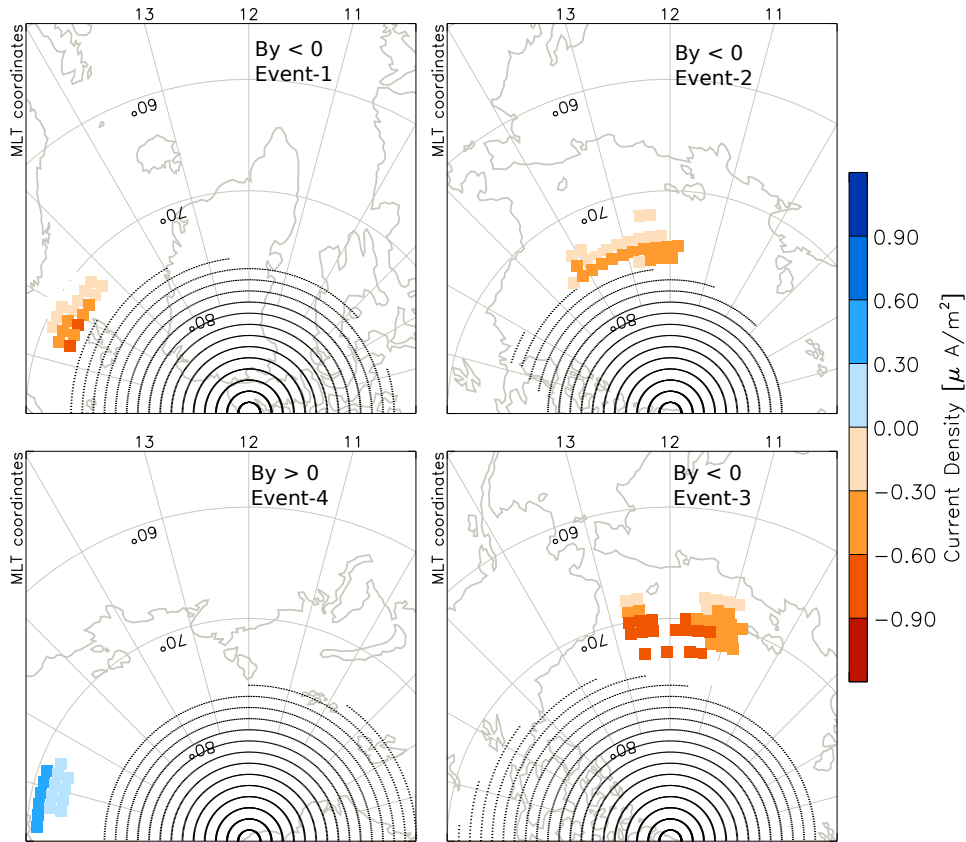 13 12 11
By < 0
Event-1
MLT coordinates
60°
70°
80°
13 12 11
By < 0
Event-2
MLT coordinates
60°
70°
80°
13 12 11
By > 0
Event-4
MLT coordinates
60°
70°
80°
13 12 11
By < 0
Event-3
MLT coordinates
60°
70°
80°
0.90
0.60
0.30
0.00
−0.30
−0.60
−0.90
Current Density [μ A/m²]